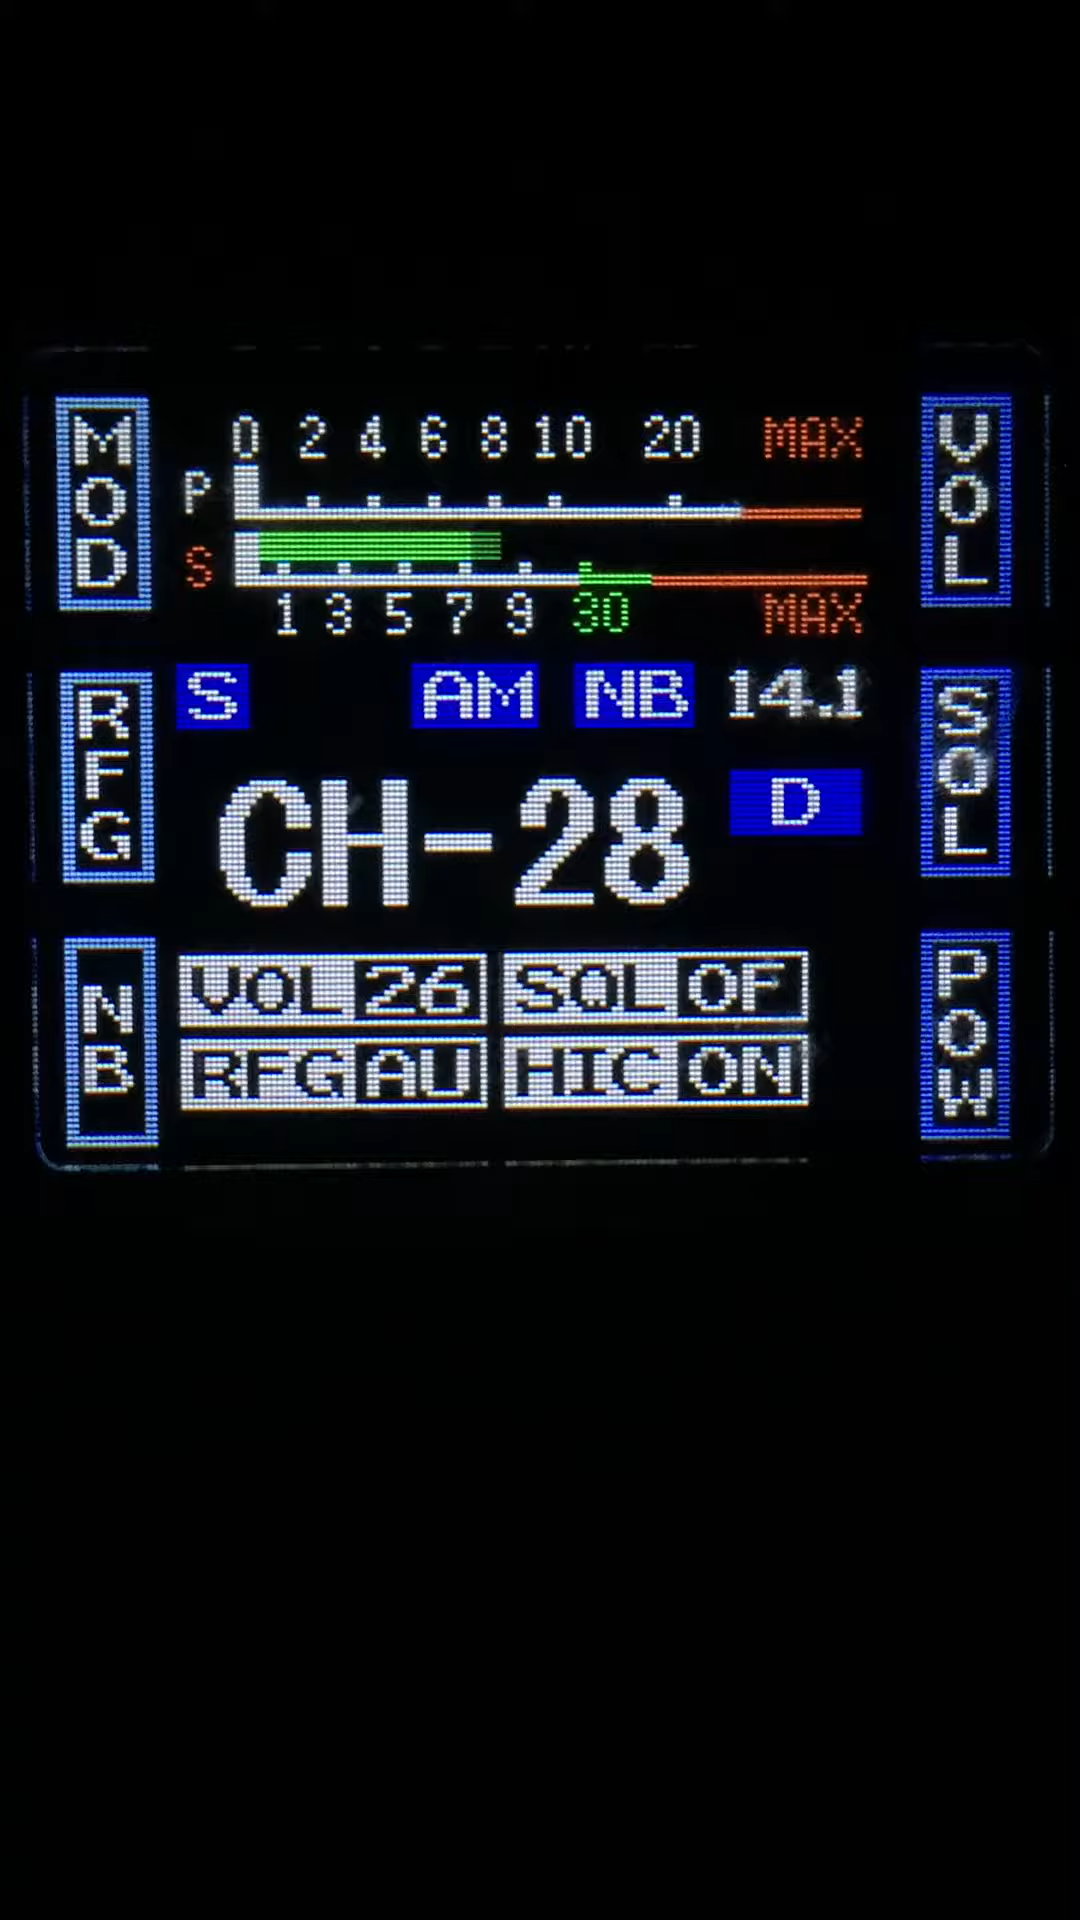 MOD
0 2 4 6 8 10 20 MAX
P
S
1 3 5 7 9 30 MAX
VOL
RFG
S AM NB 14.1
SQL
CH-28 D
NB
VOL 26 SQL OF
RFG AU HIC ON
POW